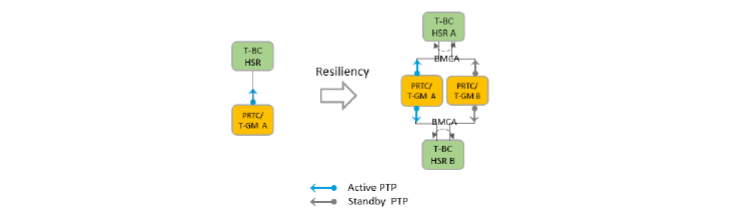 T-BC
HSR
PRTC/
T-GM A
Resiliency
T-BC
HSR A
BMCA
PRTC/
T-GM A
PRTC/
T-GM B
BMCA
T-BC
HSR B
Active PTP
Standby PTP